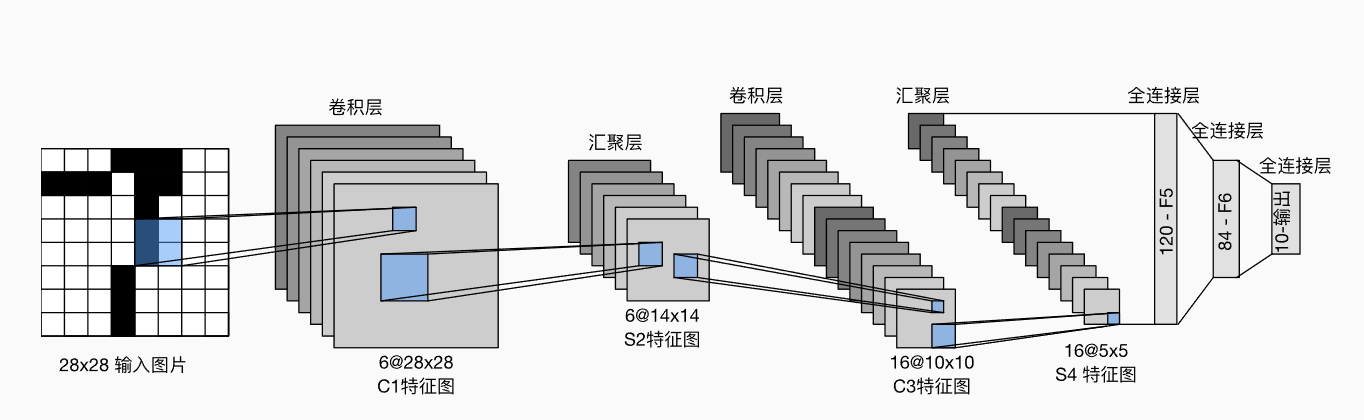 卷积层
汇聚层
卷积层
汇聚层
全连接层
全连接层
全连接层
120 - F5
84 - F6
10-输出
28x28 输入图片
6@28x28
C1特征图
6@14x14
S2特征图
16@10x10
C3特征图
16@5x5
S4 特征图